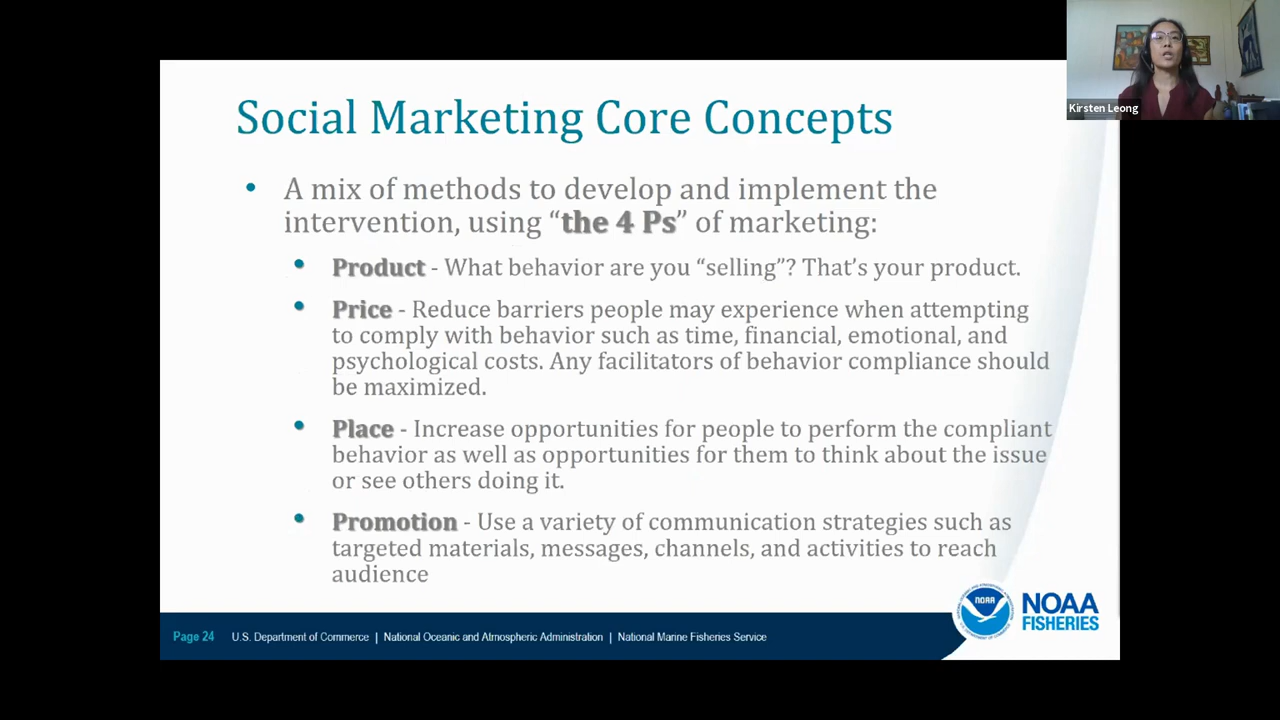 Kirsten Leong
Social Marketing Core Concepts
• A mix of methods to develop and implement the
intervention, using “the 4 Ps” of marketing:
• Product - What behavior are you “selling”? That’s your product.
• Price - Reduce barriers people may experience when attempting
to comply with behavior such as time, financial, emotional, and
psychological costs. Any facilitators of behavior compliance should
be maximized.
• Place - Increase opportunities for people to perform the compliant
behavior as well as opportunities for them to think about the issue
or see others doing it.
• Promotion - Use a variety of communication strategies such as
targeted materials, messages, channels, and activities to reach
audience
NOAA
NOAA
FISHERIES
Page 24 U.S. Department of Commerce | National Oceanic and Atmospheric Administration | National Marine Fisheries Service